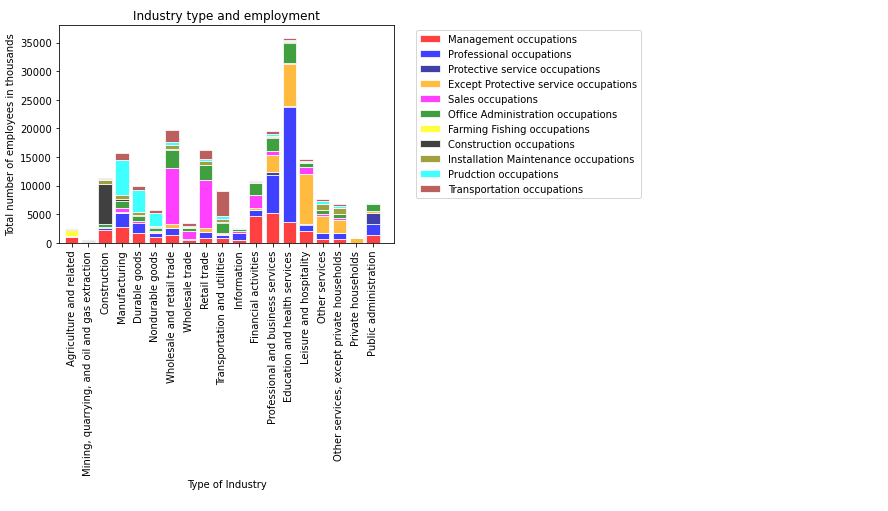 Industry type and employment
Total number of employees in thousands
35000
30000
25000
20000
15000
10000
5000
0
Agriculture and related
Mining, quarrying, and oil and gas extraction
Construction
Manufacturing
Durable goods
Nondurable goods
Wholesale and retail trade
Wholesale trade
Retail trade
Transportation and utilities
Information
Financial activities
Professional and business services
Education and health services
Leisure and hospitality
Other services
Other services, except private households
Private households
Public administration
Type of Industry
Management occupations
Professional occupations
Protective service occupations
Except Protective service occupations
Sales occupations
Office Administration occupations
Farming Fishing occupations
Construction occupations
Installation Maintenance occupations
Prudction occupations
Transportation occupations